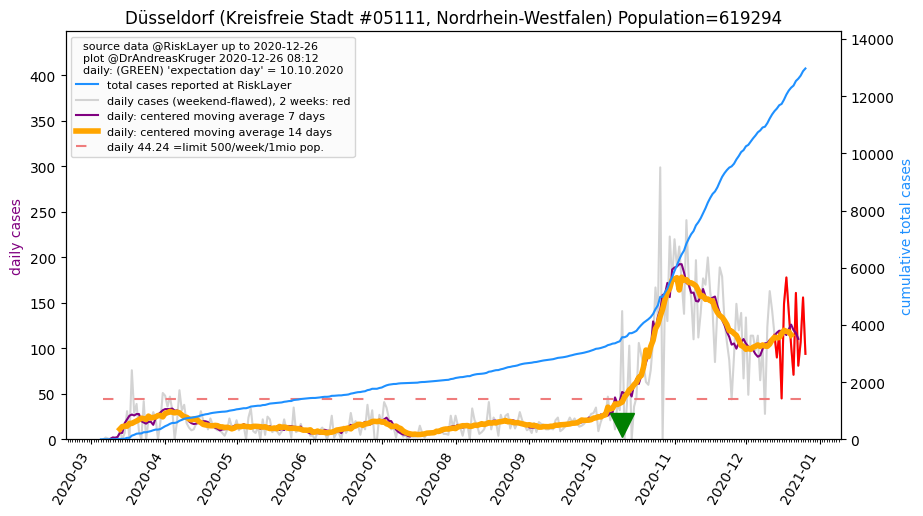 Düsseldorf (Kreisfreie Stadt #05111, Nordrhein-Westfalen) Population=619294
source data @RiskLayer up to 2020-12-26
plot @DrAndreasKruger 2020-12-26 08:12
daily: (GREEN) 'expectation day' = 10.10.2020
total cases reported at RiskLayer
daily cases (weekend-flawed), 2 weeks: red
daily: centered moving average 7 days
daily: centered moving average 14 days
daily 44.24 =limit 500/week/1mio pop.
daily cases
400
350
300
250
200
150
100
50
0
14000
12000
10000
8000
6000
4000
2000
0
cumulative total cases
2020-03
2020-04
2020-05
2020-06
2020-07
2020-08
2020-09
2020-10
2020-11
2020-12
2021-01